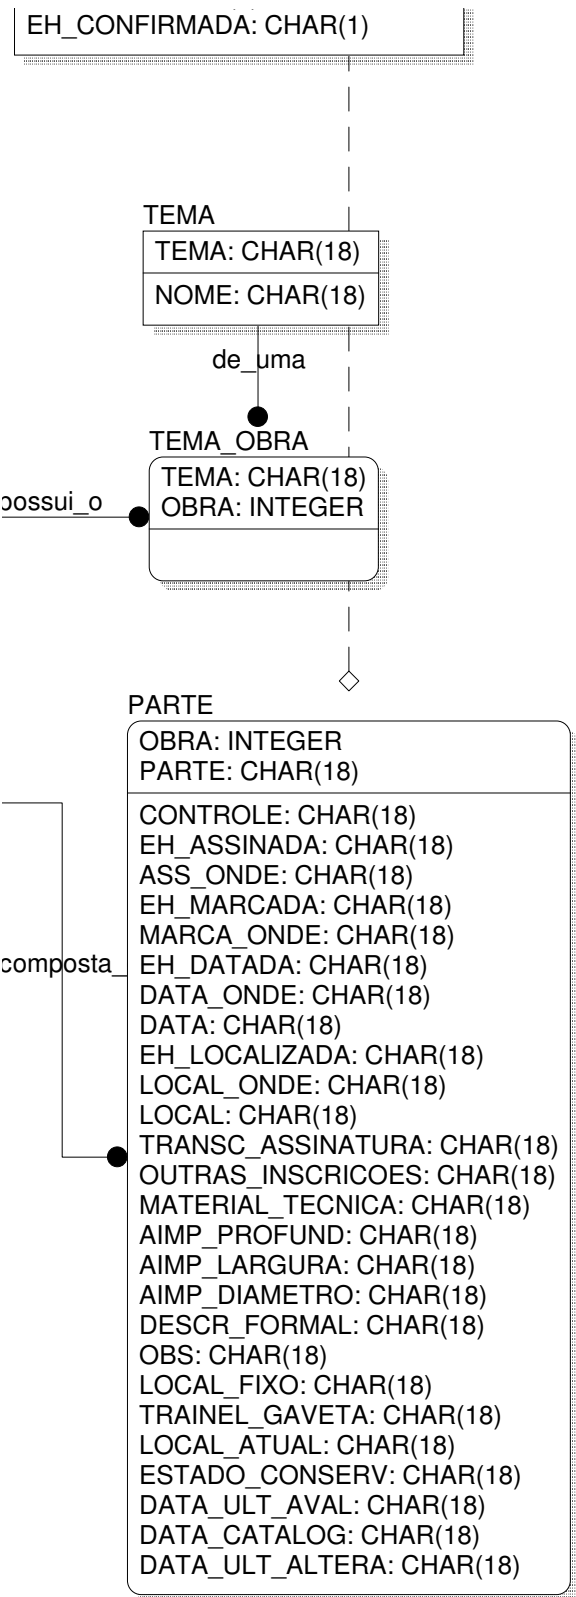 EH_CONFIRMADA: CHAR(1)
TEMA
TEMA: CHAR(18)
NOME: CHAR(18)
de_uma
TEMA_OBRA
TEMA: CHAR(18)
OBRA: INTEGER
possui_o
PARTE
OBRA: INTEGER
PARTE: CHAR(18)
CONTROLE: CHAR(18)
EH_ASSINADA: CHAR(18)
ASS_ONDE: CHAR(18)
EH_MARCADA: CHAR(18)
MARCA_ONDE: CHAR(18)
composta_
EH_DATADA: CHAR(18)
DATA_ONDE: CHAR(18)
DATA: CHAR(18)
EH_LOCALIZADA: CHAR(18)
LOCAL_ONDE: CHAR(18)
LOCAL: CHAR(18)
TRANSC_ASSINATURA: CHAR(18)
OUTRAS_INSCRICOES: CHAR(18)
MATERIAL_TECNICA: CHAR(18)
AIMP_PROFUND: CHAR(18)
AIMP_LARGURA: CHAR(18)
AIMP_DIAMETRO: CHAR(18)
DESCR_FORMAL: CHAR(18)
OBS: CHAR(18)
LOCAL_FIXO: CHAR(18)
TRAINEL_GAVETA: CHAR(18)
LOCAL_ATUAL: CHAR(18)
ESTADO_CONSERV: CHAR(18)
DATA_ULT_AVAL: CHAR(18)
DATA_CATALOG: CHAR(18)
DATA_ULT_ALTERA: CHAR(18)